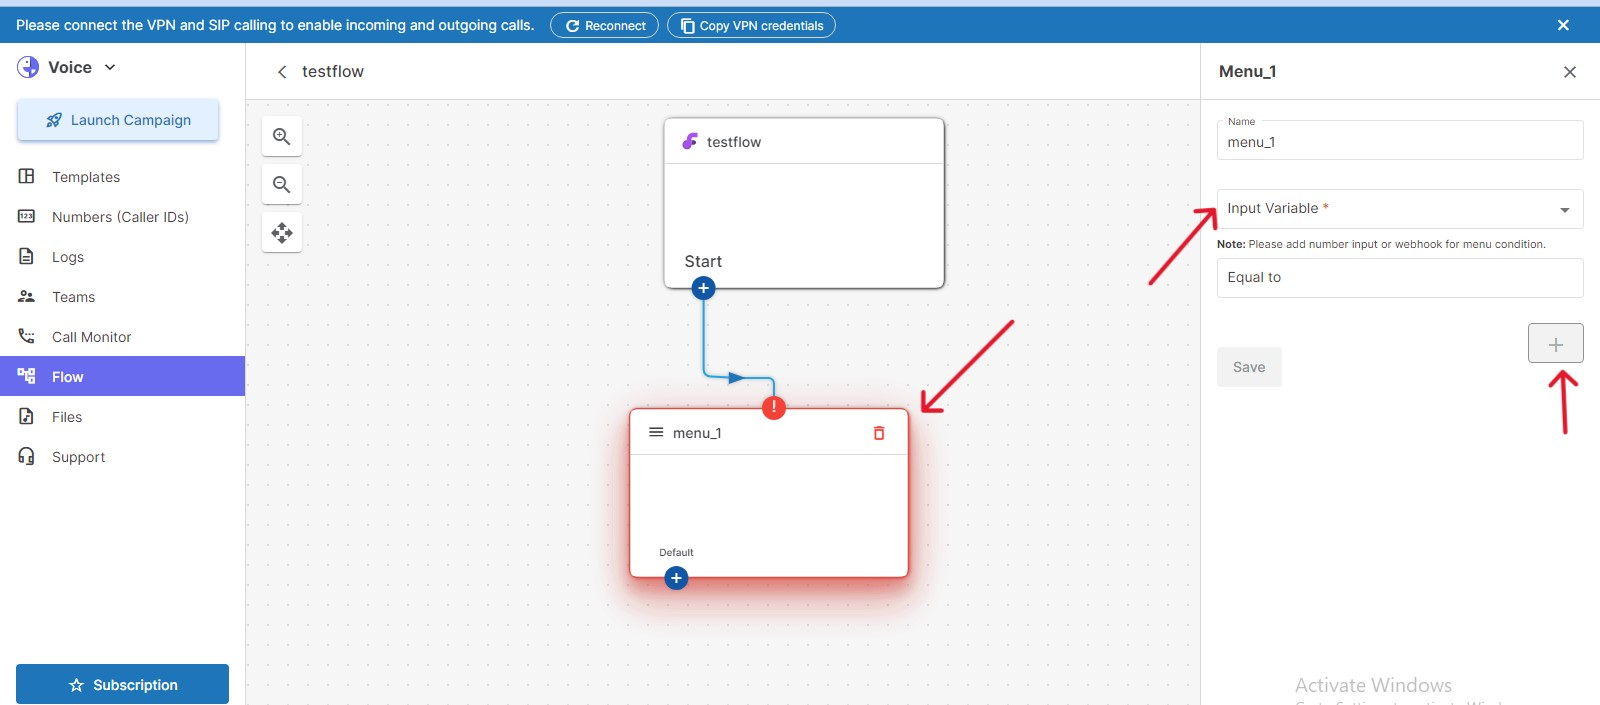 Please connect the VPN and SIP calling to enable incoming and outgoing calls. Reconnect Copy VPN credentials
Voice
testflow
Menu_1
Launch Campaign
Templates
Numbers (Caller IDs)
Logs
Teams
Call Monitor
Flow
Files
Support
Subscription
testflow
Start
menu_1
Default
Name
menu_1
Input Variable *
Note: Please add number input or webhook for menu condition.
Equal to
Save
Activate Windows